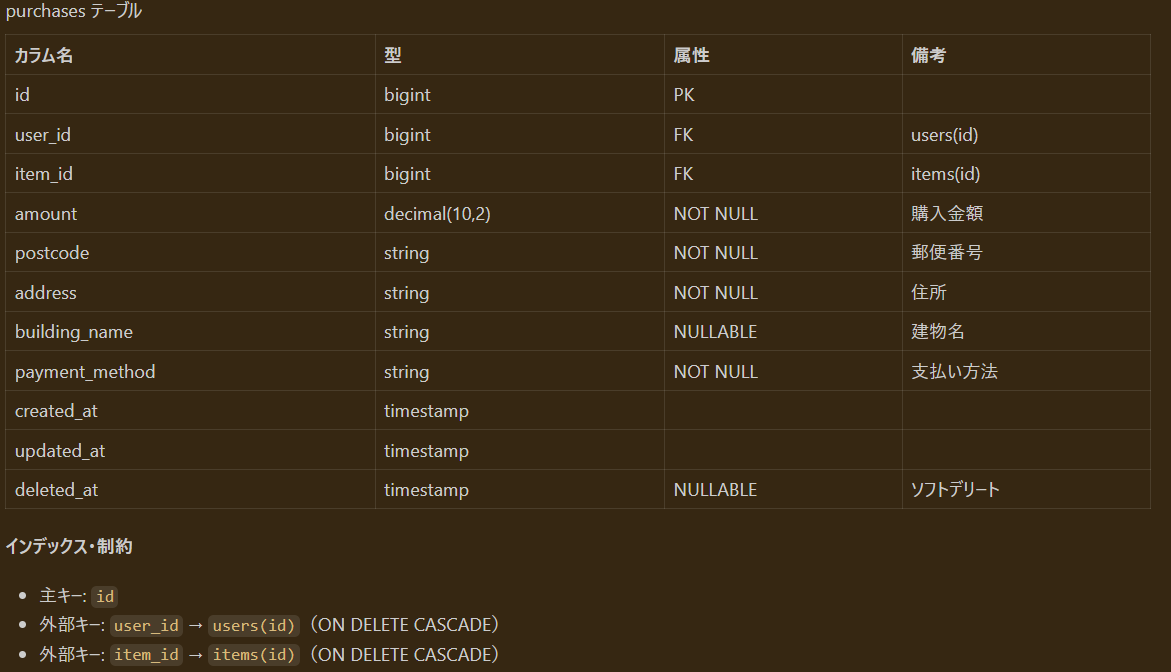 purchases テーブル
カラム名 型 属性 備考
id bigint PK
user_id bigint FK users(id)
item_id bigint FK items(id)
amount decimal(10,2) NOT NULL 購入金額
postcode string NOT NULL 郵便番号
address string NOT NULL 住所
building_name string NULLABLE 建物名
payment_method string NOT NULL 支払い方法
created_at timestamp
updated_at timestamp
deleted_at timestamp NULLABLE ソフトデリート
インデックス・制約
• 主キー: id
• 外部キー: user_id → users(id)（ON DELETE CASCADE）
• 外部キー: item_id → items(id)（ON DELETE CASCADE）